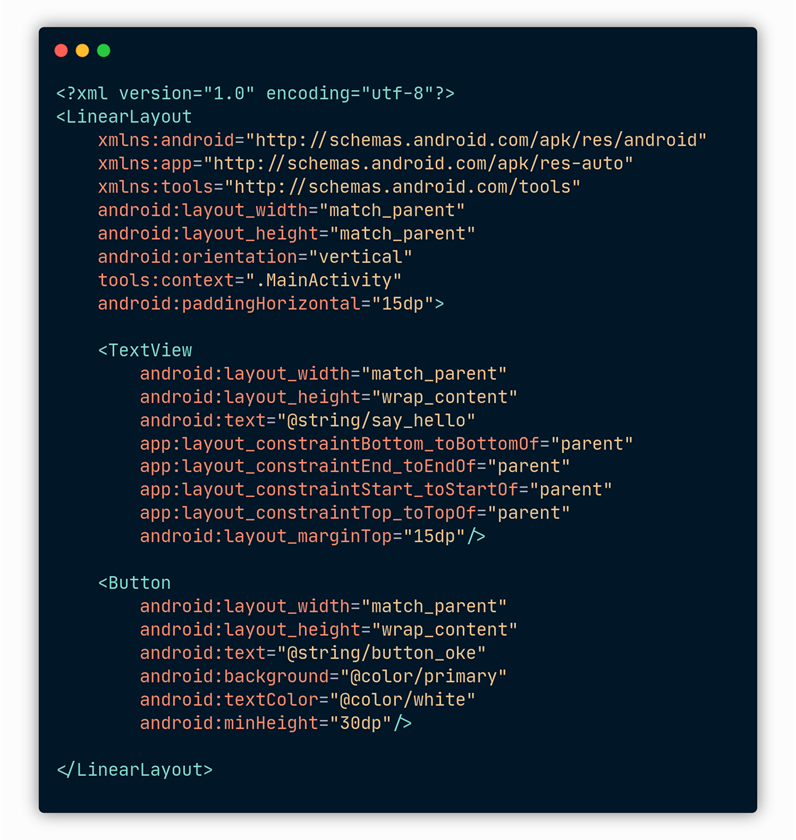 <?xml version="1.0" encoding="utf-8"?>
<LinearLayout
    xmlns:android="http://schemas.android.com/apk/res/android"
    xmlns:app="http://schemas.android.com/apk/res-auto"
    xmlns:tools="http://schemas.android.com/tools"
    android:layout_width="match_parent"
    android:layout_height="match_parent"
    android:orientation="vertical"
    tools:context=".MainActivity"
    android:paddingHorizontal="15dp">

    <TextView
        android:layout_width="match_parent"
        android:layout_height="wrap_content"
        android:text="@string/say_hello"
        app:layout_constraintBottom_toBottomOf="parent"
        app:layout_constraintEnd_toEndOf="parent"
        app:layout_constraintStart_toStartOf="parent"
        app:layout_constraintTop_toTopOf="parent"
        android:layout_marginTop="15dp"/>

    <Button
        android:layout_width="match_parent"
        android:layout_height="wrap_content"
        android:text="@string/button_oke"
        android:background="@color/primary"
        android:textColor="@color/white"
        android:minHeight="30dp"/>

</LinearLayout>